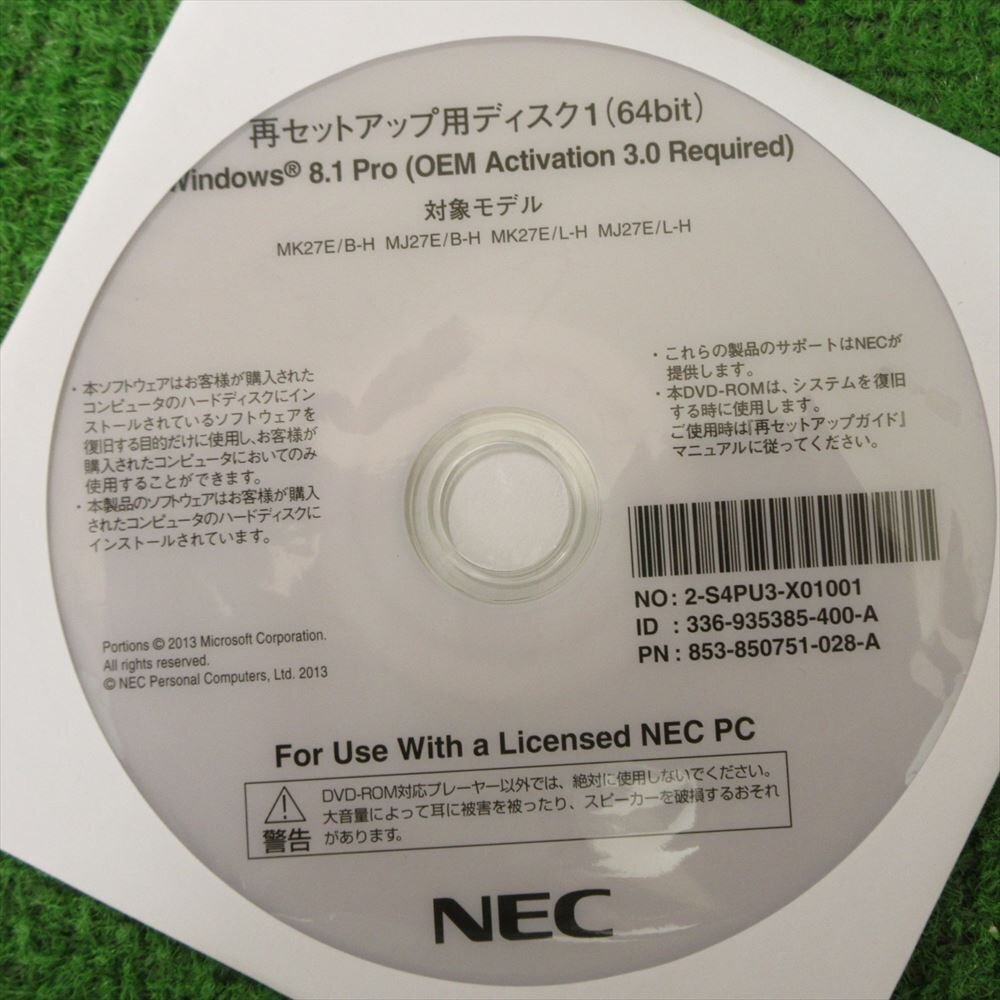 再セットアップ用ディスク1(64bit)
Windows® 8.1 Pro (OEM Activation 3.0 Required)
対象モデル
MK27E/B-H MJ27E/B-H MK27E/L-H MJ27E/L-H
・本ソフトウェアはお客様が購入された
コンピュータのハードディスクにイン
ストールされているソフトウェアを
復旧する目的だけに使用し、お客様が
購入されたコンピュータにおいてのみ
使用することができます。
・本製品のソフトウェアはお客様が購入
されたコンピュータのハードディスクに
インストールされています。
・これらの製品のサポートはNECが
提供します。
・本DVD-ROMは、システムを復旧
する時に使用します。
ご使用時は『再セットアップガイド』
マニュアルに従ってください。
NO: 2-S4PU3-X01001
ID : 336-935385-400-A
PN : 853-850751-028-A
Portions © 2013 Microsoft Corporation.
All rights reserved.
© NEC Personal Computers, Ltd. 2013
For Use With a Licensed NEC PC
警告
DVD-ROM対応プレーヤー以外では、絶対に使用しないでください。
大音量によって耳に被害を被ったり、スピーカーを破損するおそれ
があります。
NEC